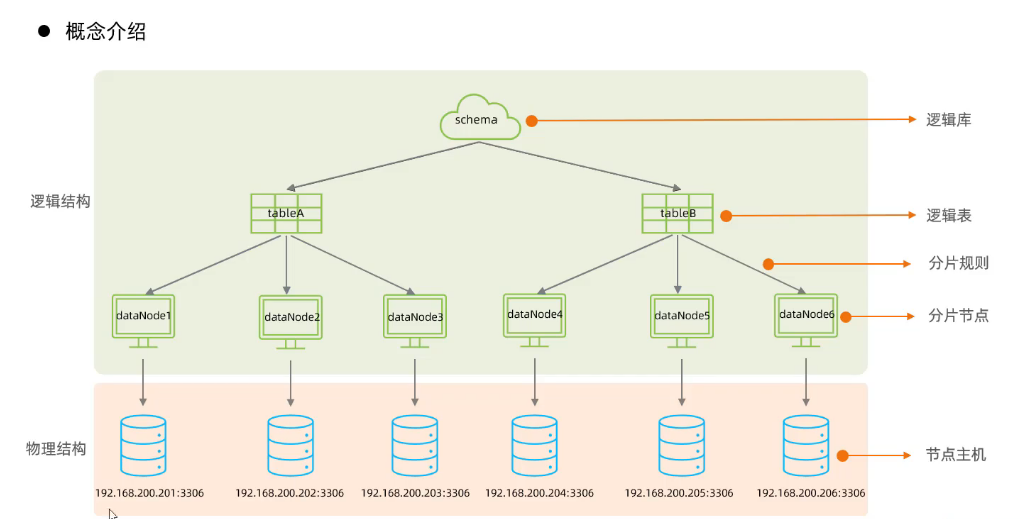 概念介绍
schema
逻辑库
逻辑结构
tableA
tableB
逻辑表
分片规则
dataNode1
dataNode2
dataNode3
dataNode4
dataNode5
dataNode6
分片节点
物理结构
节点主机
192.168.200.201:3306
192.168.200.202:3306
192.168.200.203:3306
192.168.200.204:3306
192.168.200.205:3306
192.168.200.206:3306